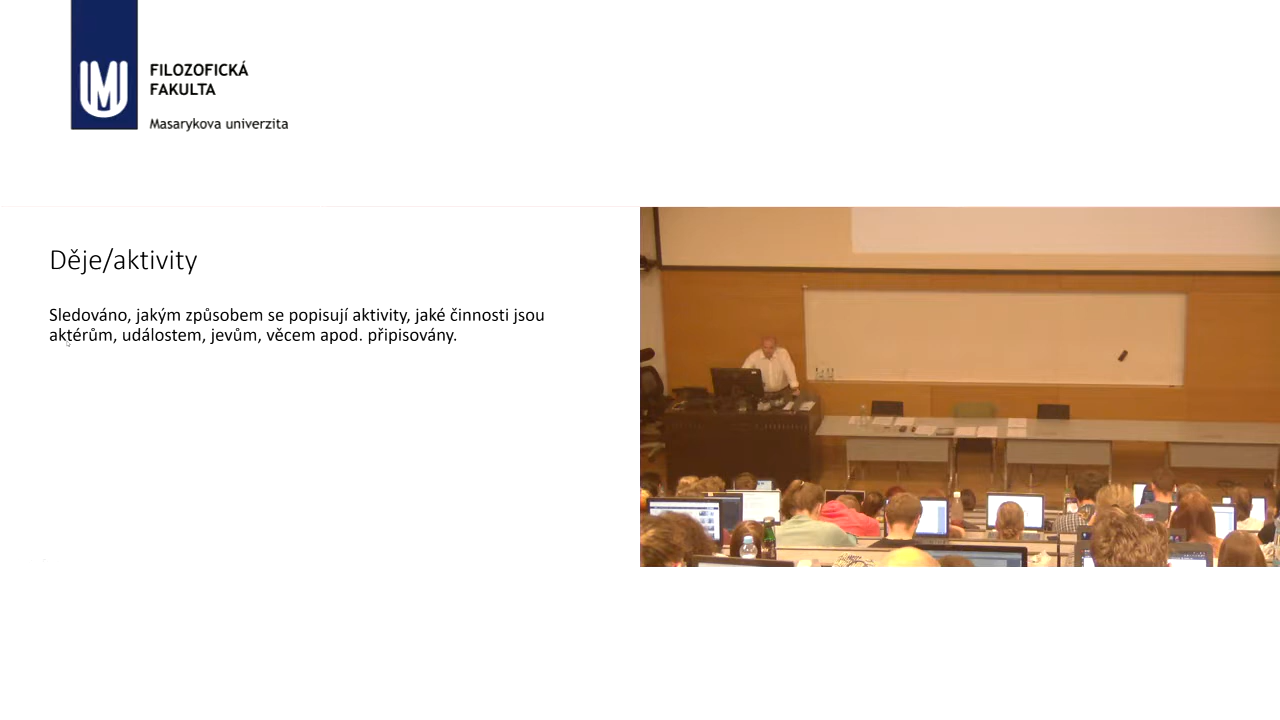 FILOZOFICKÁ
FAKULTA
Masarykova univerzita
Děje/aktivity
Sledováno, jakým způsobem se popisují aktivity, jaké činnosti jsou
aktérům, událostem, jevům, věcem apod. připisovány.